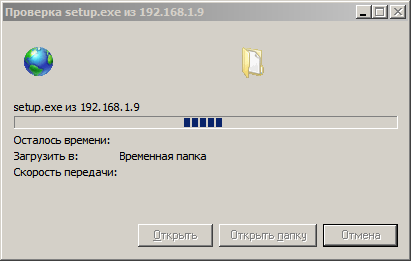 Проверка setup.exe из 192.168.1.9
setup.exe из 192.168.1.9
Осталось времени:
Загрузить в: Временная папка
Скорость передачи:
Открыть Открыть папку Отмена